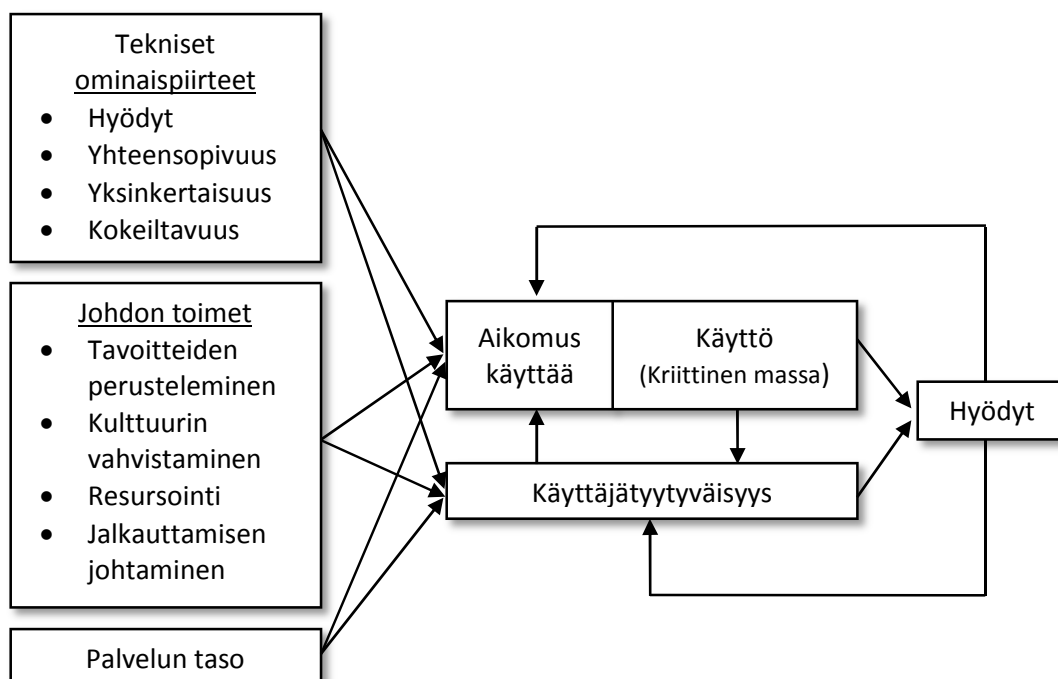 Tekniset
ominaispiirteet
• Hyödyt
• Yhteensopivuus
• Yksinkertaisuus
• Kokeiltavuus
Johdon toimet
• Tavoitteiden
perusteleminen
• Kulttuurin
vahvistaminen
• Resursointi
• Jalkauttamisen
johtaminen
Palvelun taso
Aikomus
käyttää
Käyttö
(Kriittinen massa)
Käyttäjätyytyväisyys
Hyödyt